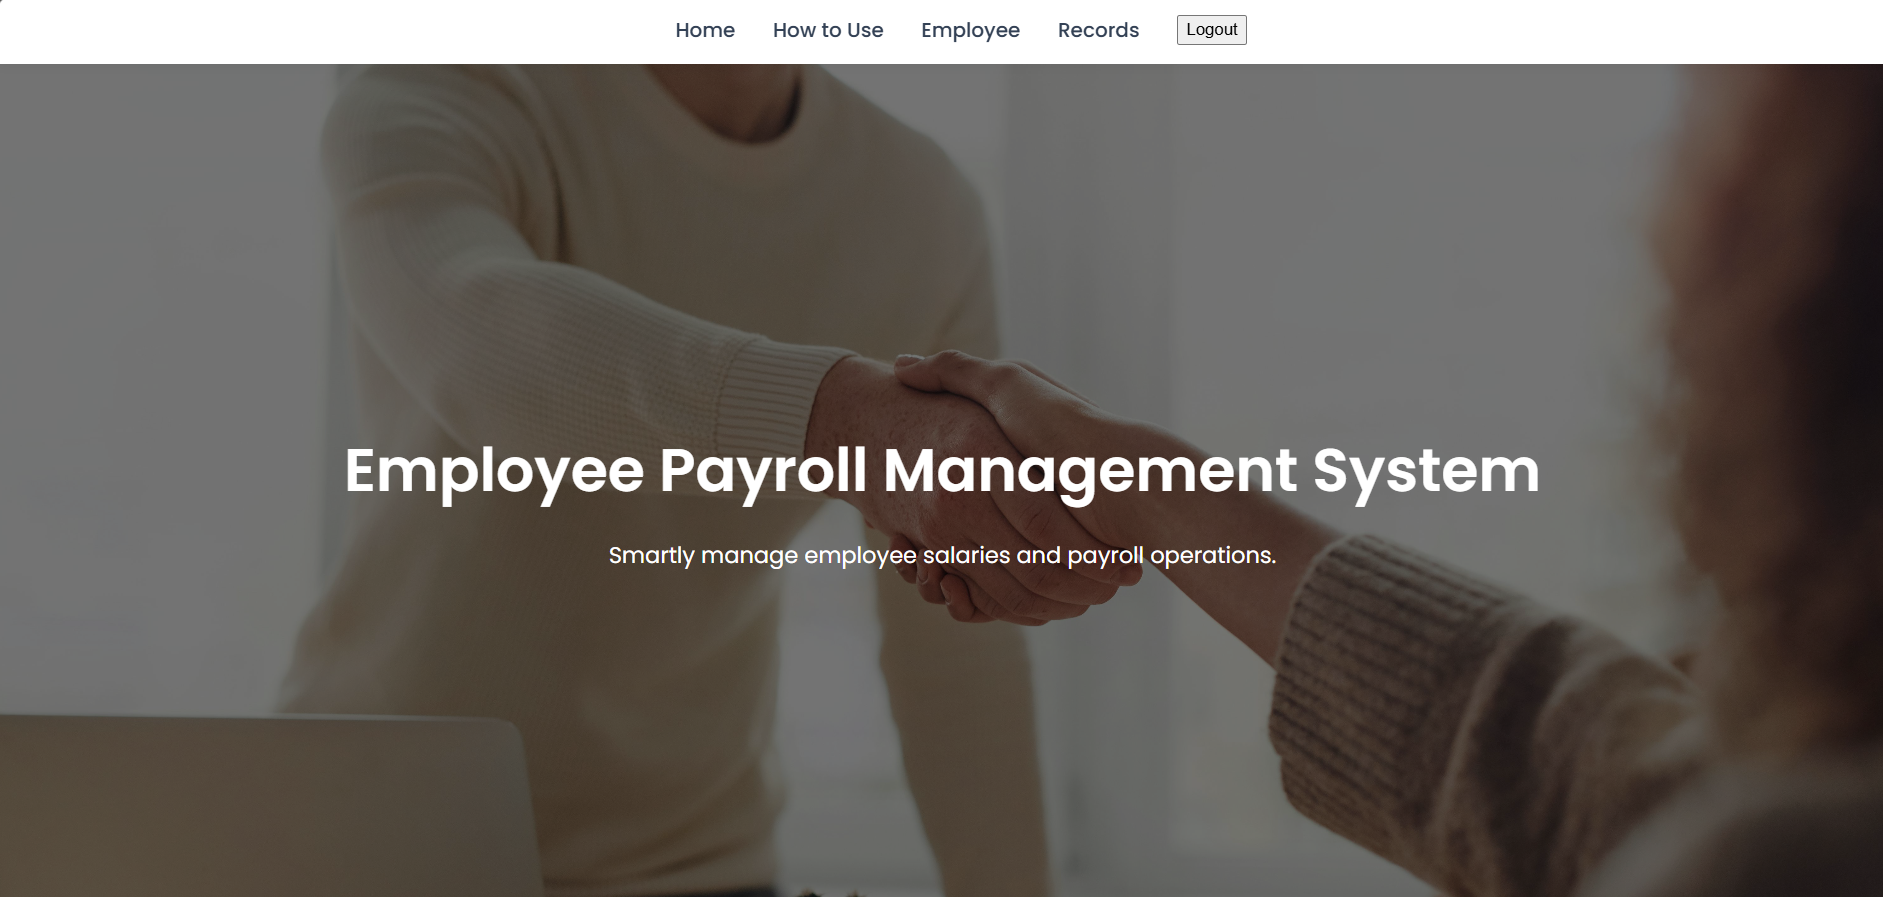 Home How to Use Employee Records Logout
Employee Payroll Management System
Smartly manage employee salaries and payroll operations.